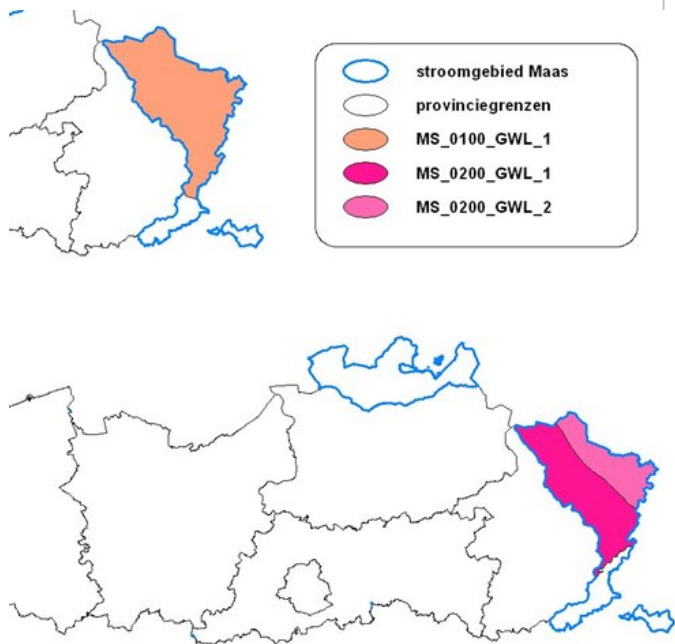 stroomgebied Maas
provinciegrenzen
MS_0100_GWL_1
MS_0200_GWL_1
MS_0200_GWL_2